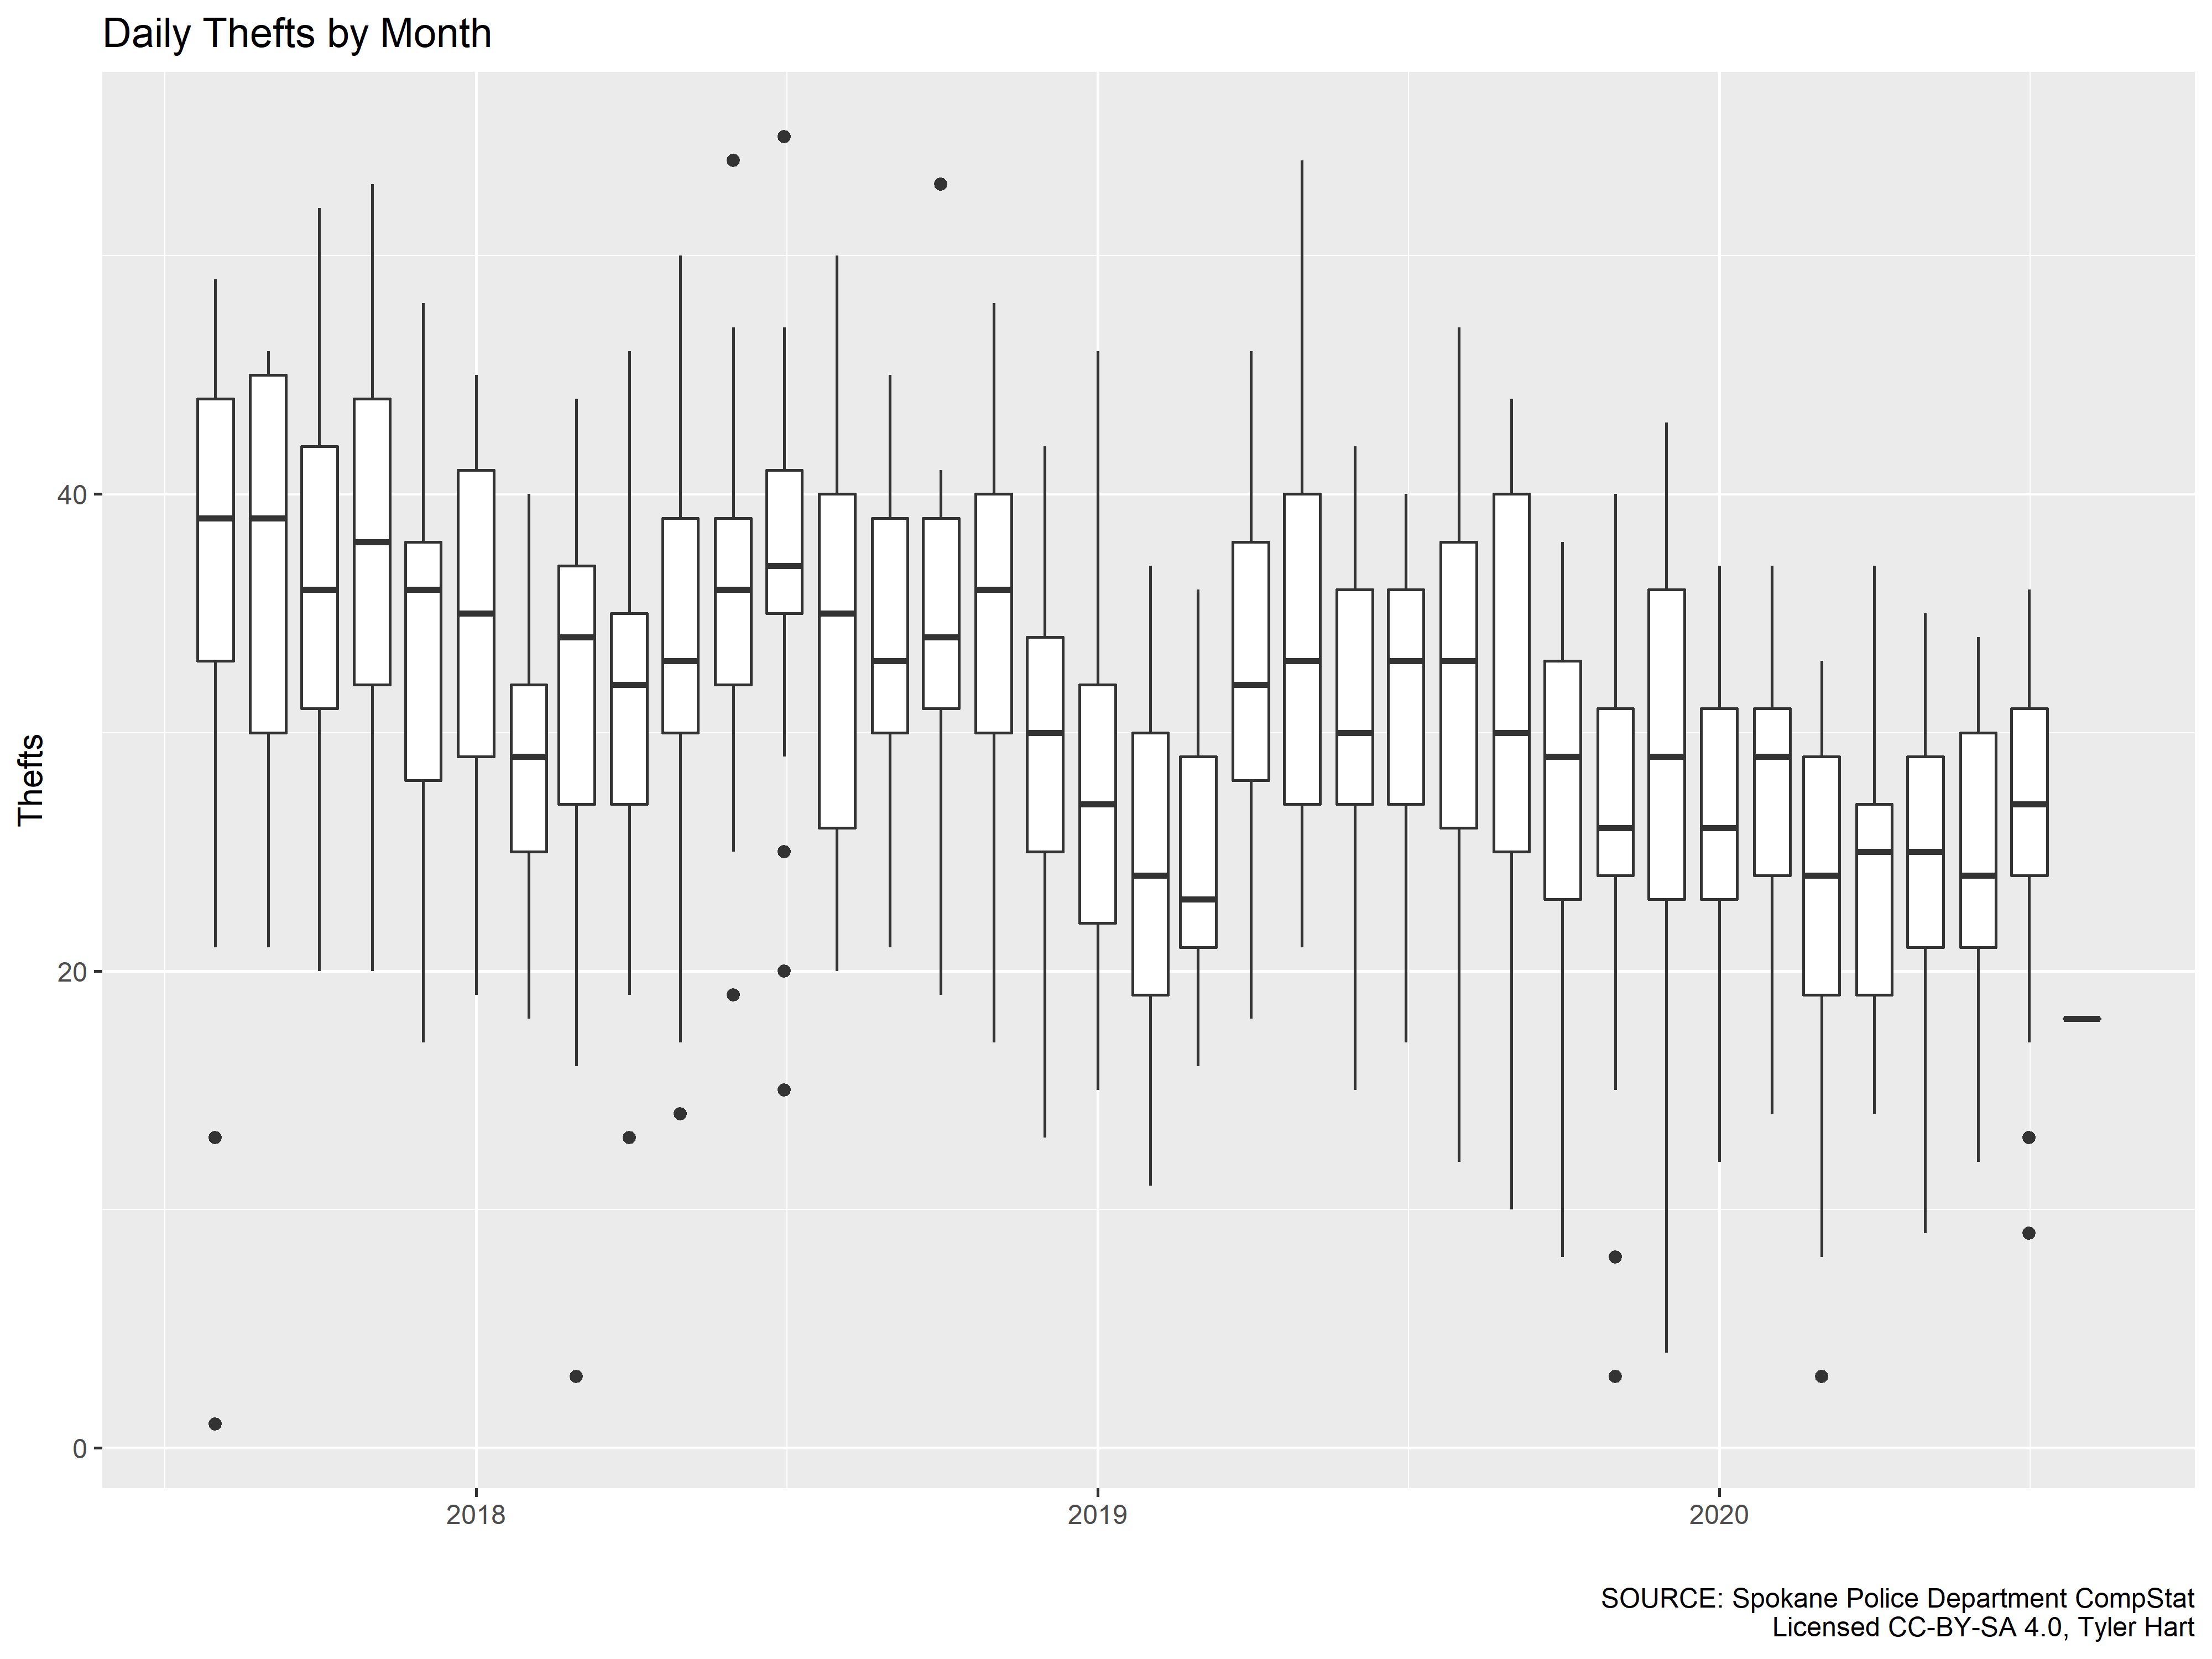 Daily Thefts by Month
Thefts
40
20
0
2018
2019
2020
SOURCE: Spokane Police Department CompStat
Licensed CC-BY-SA 4.0, Tyler Hart